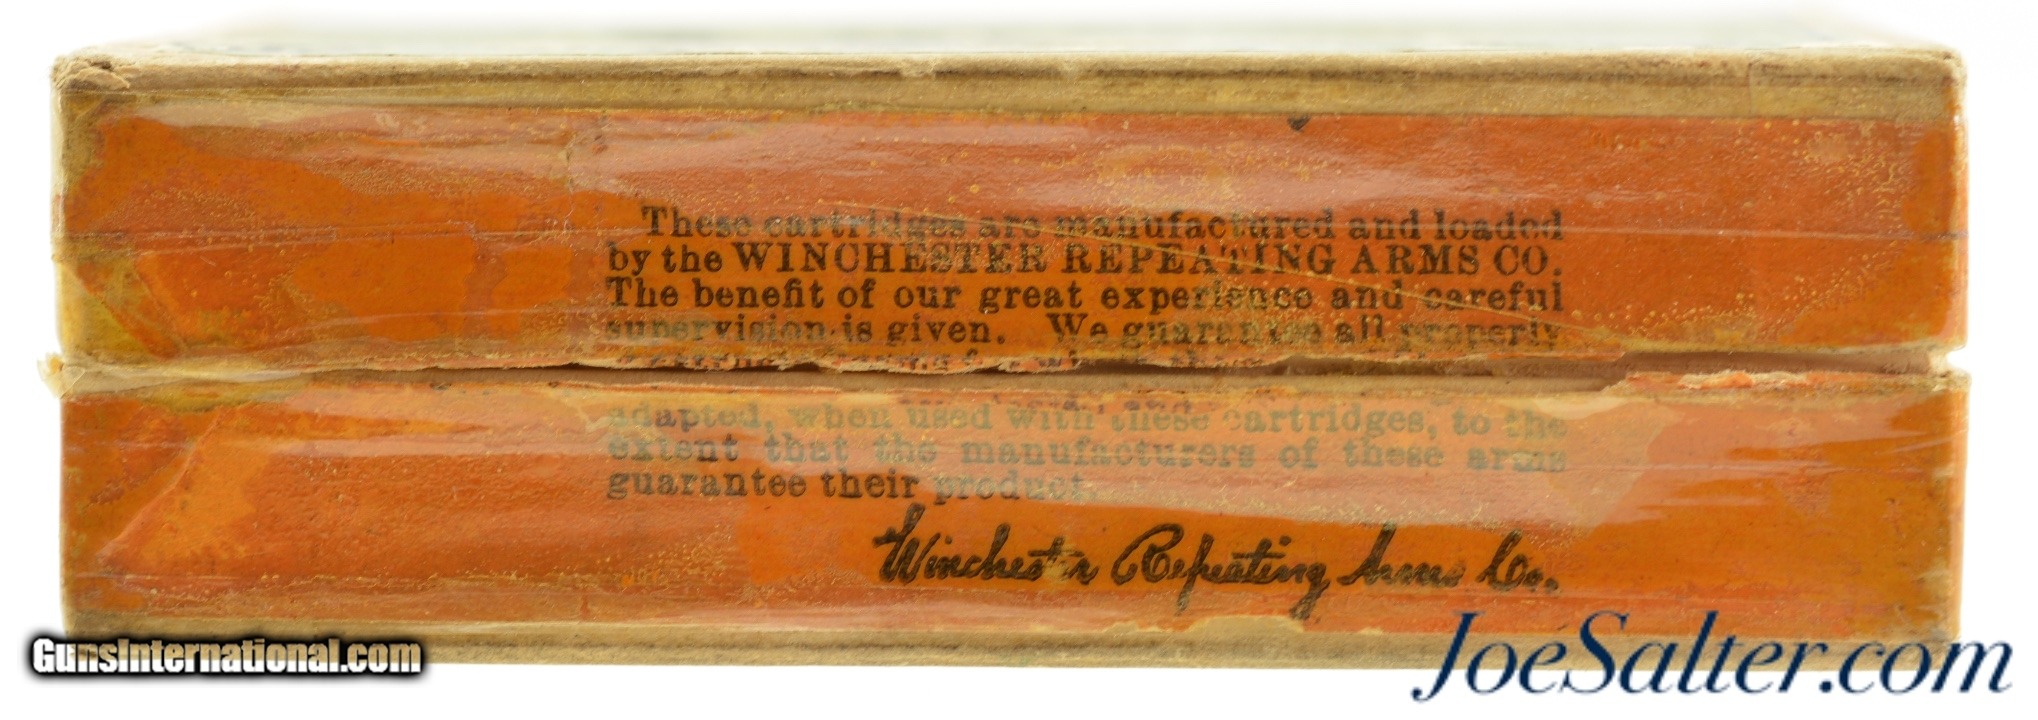 These cartridges are manufactured and loaded
by the WINCHESTER REPEATING ARMS CO.
The benefit of our great experience and careful
supervision is given. We guarantee all properly
adapted, when used with these cartridges, to the
extent that the manufacturers of these arms
guarantee their product.
Winchester Repeating Arms Co.
GunsInternational.com
JoeSalter.com